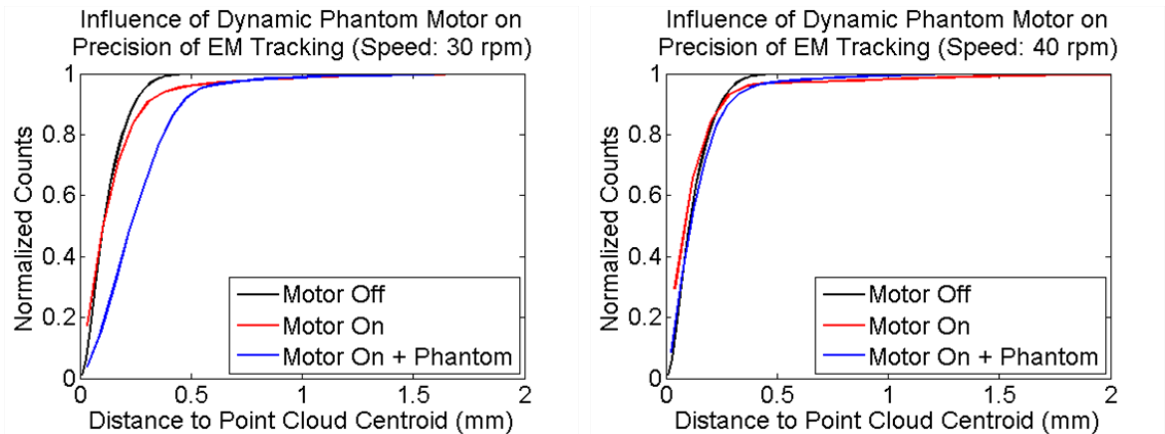 Influence of Dynamic Phantom Motor on
Precision of EM Tracking (Speed: 30 rpm)
1
0.8
0.6
0.4
0.2
0
Normalized Counts
Motor Off
Motor On
Motor On + Phantom
0
0.5
1
1.5
2
Distance to Point Cloud Centroid (mm)
Influence of Dynamic Phantom Motor on
Precision of EM Tracking (Speed: 40 rpm)
1
0.8
0.6
0.4
0.2
0
Normalized Counts
Motor Off
Motor On
Motor On + Phantom
0
0.5
1
1.5
2
Distance to Point Cloud Centroid (mm)